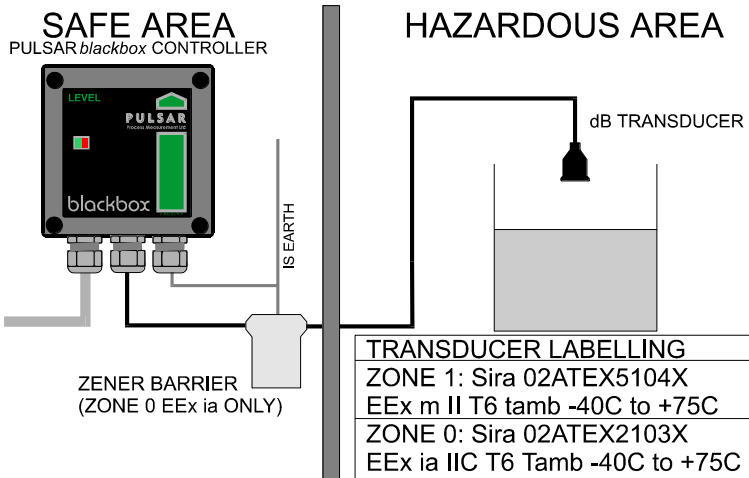 SAFE AREA
PULSAR blackbox CONTROLLER
HAZARDOUS AREA
LEVEL
PULSAR
Process Measurement Ltd
blackbox
IS EARTH
dB TRANSDUCER
ZENER BARRIER
(ZONE 0 EEx ia ONLY)
TRANSDUCER LABELLING
ZONE 1: Sira 02ATEX5104X
EEx m II T6 tamb -40C to +75C
ZONE 0: Sira 02ATEX2103X
EEx ia IIC T6 Tamb -40C to +75C